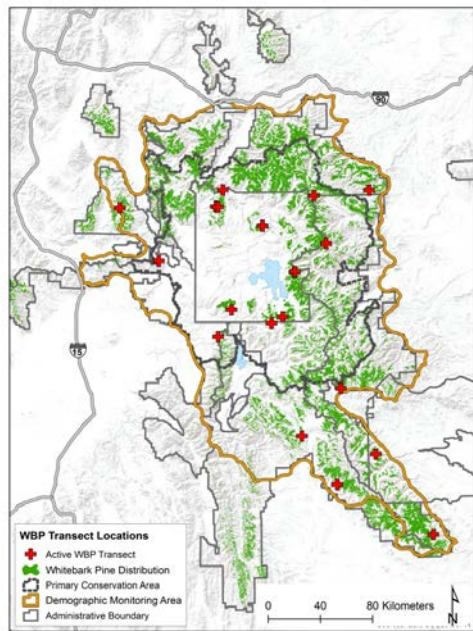 90
15
WBP Transect Locations
Active WBP Transect
Whitebark Pine Distribution
Primary Conservation Area
Demographic Monitoring Area
Administrative Boundary
0 20 40 80 Kilometers
N